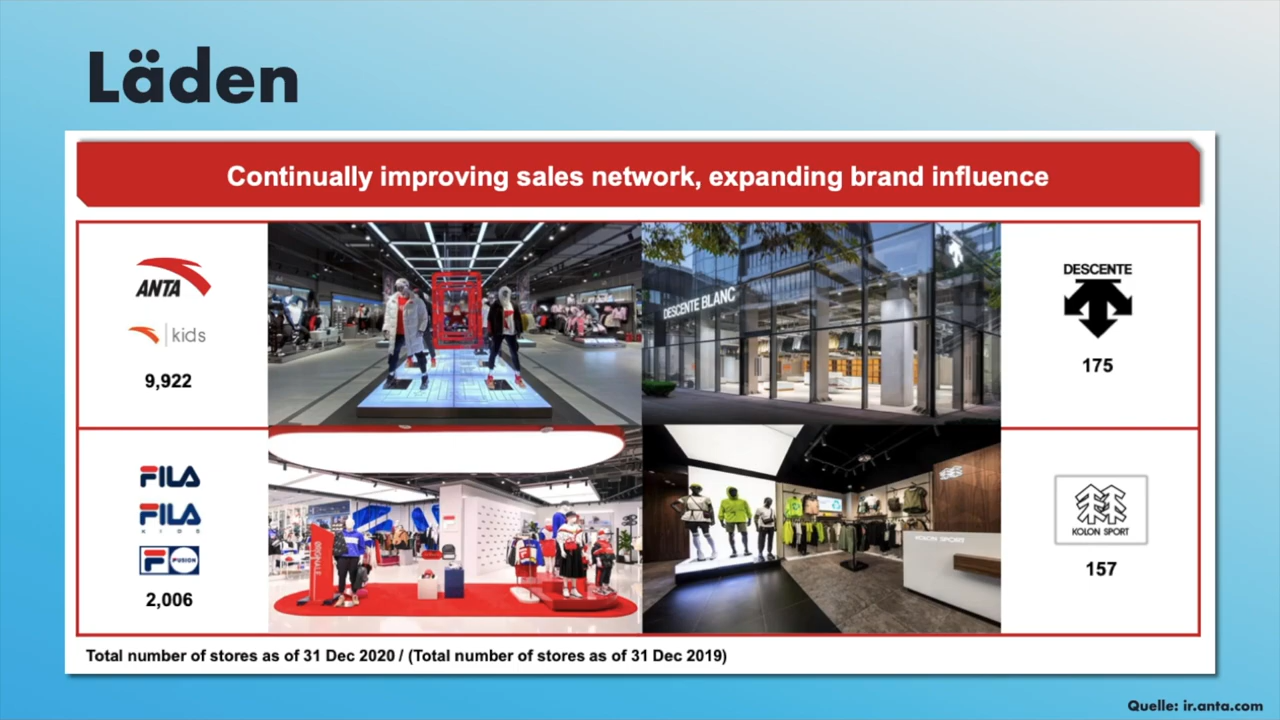 Läden
Continually improving sales network, expanding brand influence
ANTA
kids
9,922
DESCENTE BLANC
DESCENTE
175
FILA
FILA
KIDS
F FUSION
2,006
KOLON SPORT
KOLON SPORT
157
Total number of stores as of 31 Dec 2020 / (Total number of stores as of 31 Dec 2019)
Quelle: ir.anta.com